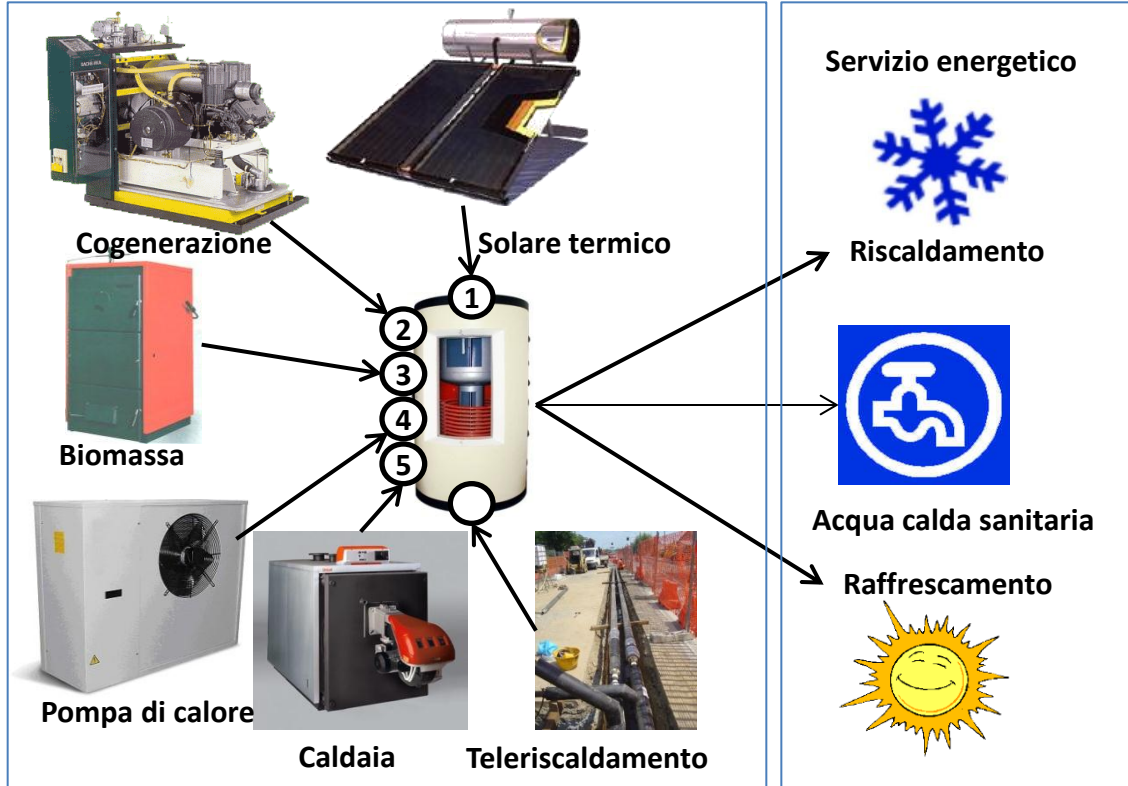 Servizio energetico
Cogenerazione
Solare termico
Riscaldamento
1
2
3
4
5
Biomassa
Acqua calda sanitaria
Raffrescamento
Pompa di calore
Caldaia
Teleriscaldamento